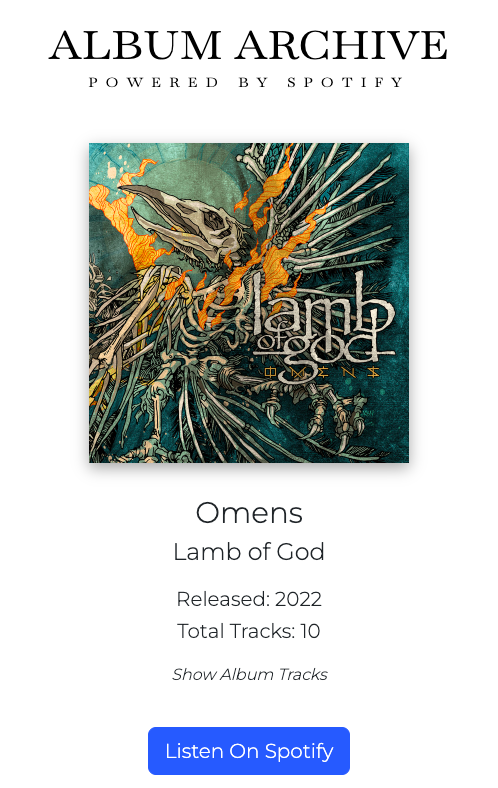 ALBUM ARCHIVE
POWERED BY SPOTIFY
lamb
of god
OMENS
Omens
Lamb of God
Released: 2022
Total Tracks: 10
Show Album Tracks
Listen On Spotify